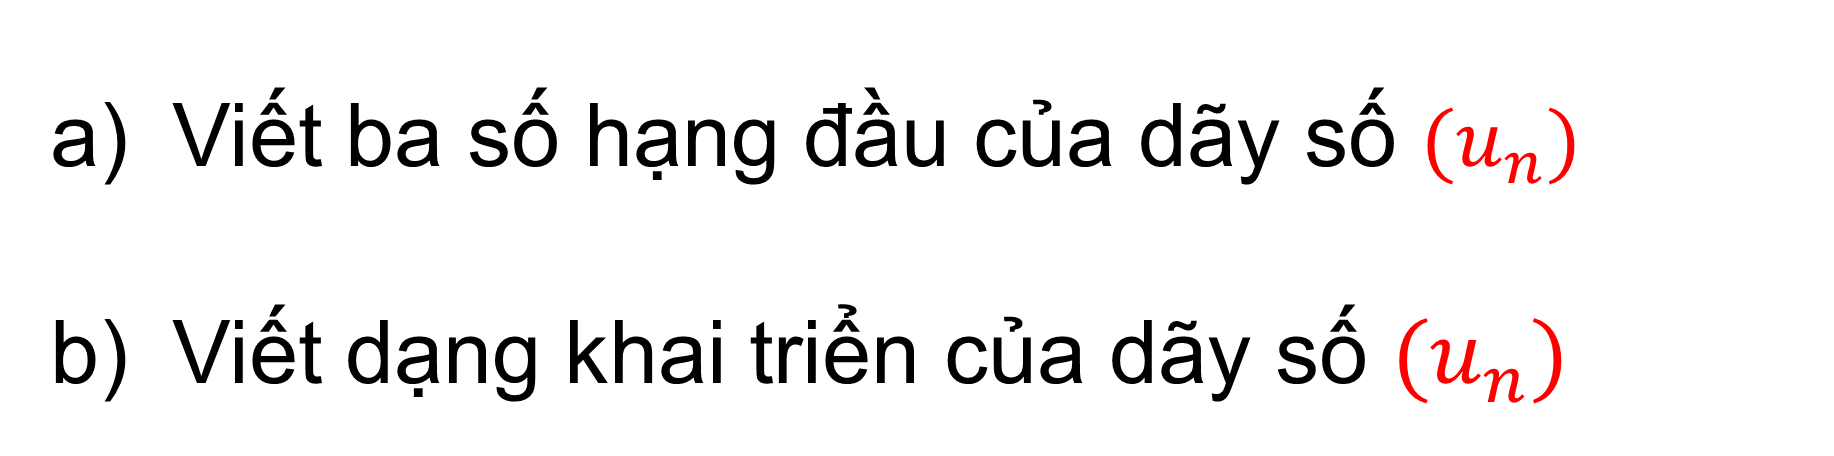 a) Viết ba số hạng đầu của dãy số (uₙ)
b) Viết dạng khai triển của dãy số (uₙ)